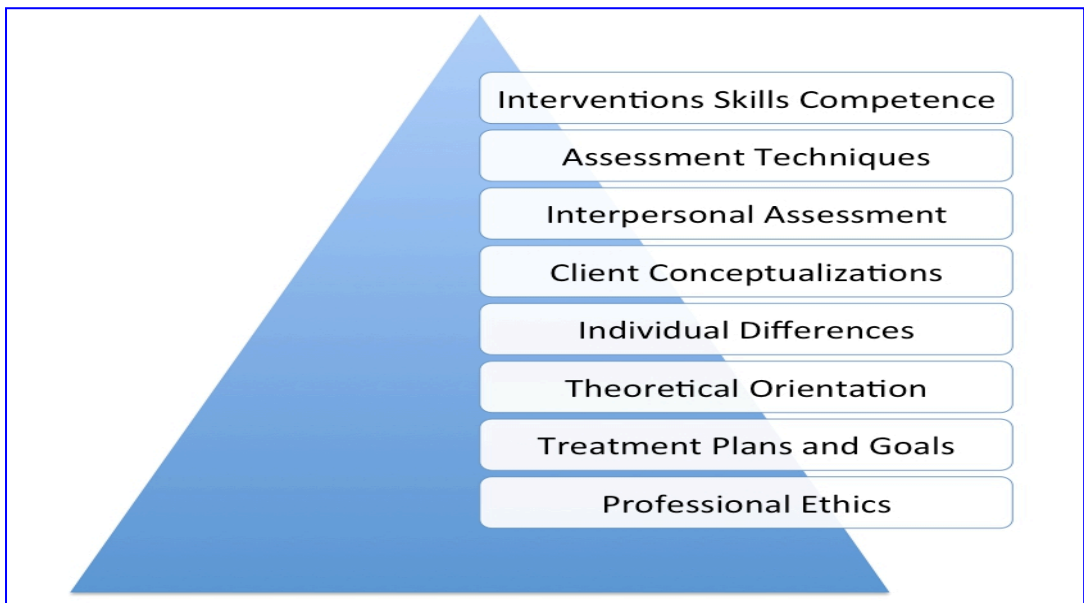 Interventions Skills Competence
Assessment Techniques
Interpersonal Assessment
Client Conceptualizations
Individual Differences
Theoretical Orientation
Treatment Plans and Goals
Professional Ethics